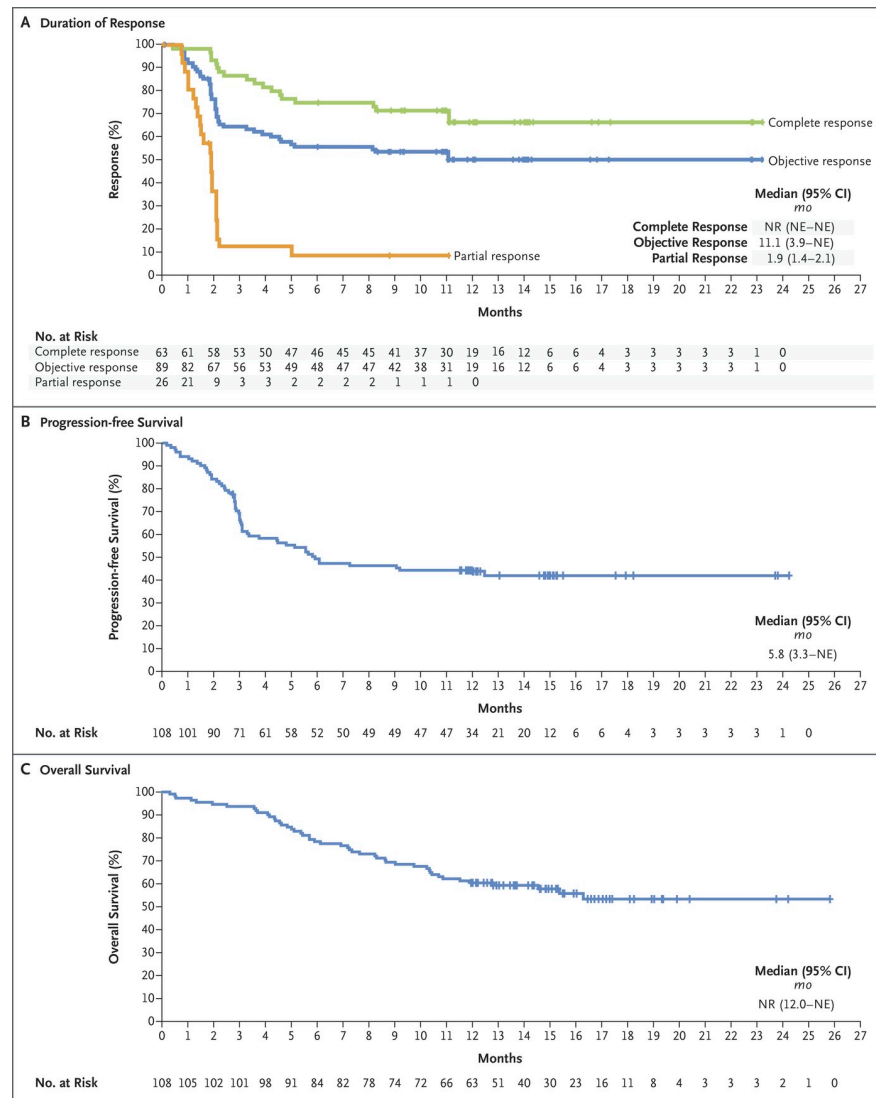 A Duration of Response
Response (%)
100
90
80
70
60
50
40
30
20
10
0
Complete response
Objective response
Partial response
Median (95% CI)
mo
Complete Response NR (NE–NE)
Objective Response 11.1 (3.9–NE)
Partial Response 1.9 (1.4–2.1)
0 1 2 3 4 5 6 7 8 9 10 11 12 13 14 15 16 17 18 19 20 21 22 23 24 25 26 27
Months
No. at Risk
Complete response 63 61 58 53 50 47 46 45 45 41 37 30 19 16 12 6 6 4 3 3 3 3 3 1 0
Objective response 89 82 67 56 53 49 48 47 47 42 38 31 19 16 12 6 6 4 3 3 3 3 3 1 0
Partial response 26 21 9 3 3 2 2 2 2 1 1 1 0
B Progression-free Survival
Progression-free Survival (%)
100
90
80
70
60
50
40
30
20
10
0
Median (95% CI)
mo
5.8 (3.3–NE)
0 1 2 3 4 5 6 7 8 9 10 11 12 13 14 15 16 17 18 19 20 21 22 23 24 25 26 27
Months
No. at Risk 108 101 90 71 61 58 52 50 49 49 47 47 34 21 20 12 6 6 4 3 3 3 3 3 1 0
C Overall Survival
Overall Survival (%)
100
90
80
70
60
50
40
30
20
10
0
Median (95% CI)
mo
NR (12.0–NE)
0 1 2 3 4 5 6 7 8 9 10 11 12 13 14 15 16 17 18 19 20 21 22 23 24 25 26 27
Months
No. at Risk 108 105 102 101 98 91 84 82 78 74 72 66 63 51 40 30 23 16 11 8 4 3 3 3 2 1 0